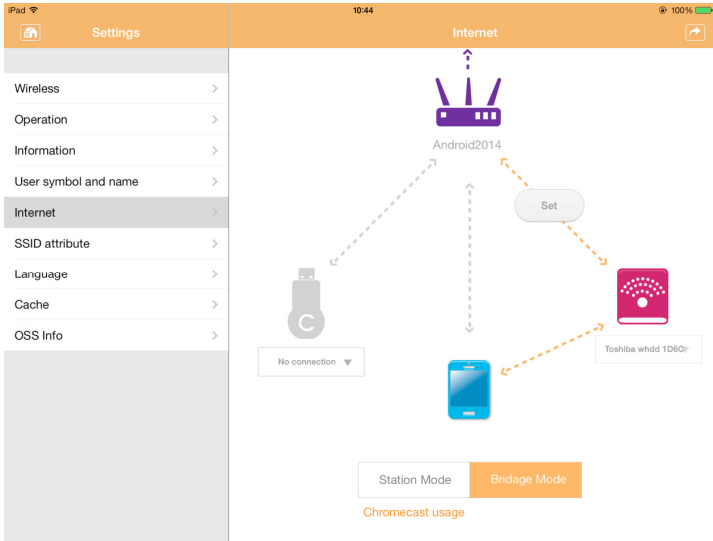 iPad 10:44 100%
Settings
Internet
Wireless
Operation
Information
User symbol and name
Internet
SSID attribute
Language
Cache
OSS Info
Android2014
Set
C
No connection
Toshiba whdd 1D60
Station Mode
Bridage Mode
Chromecast usage